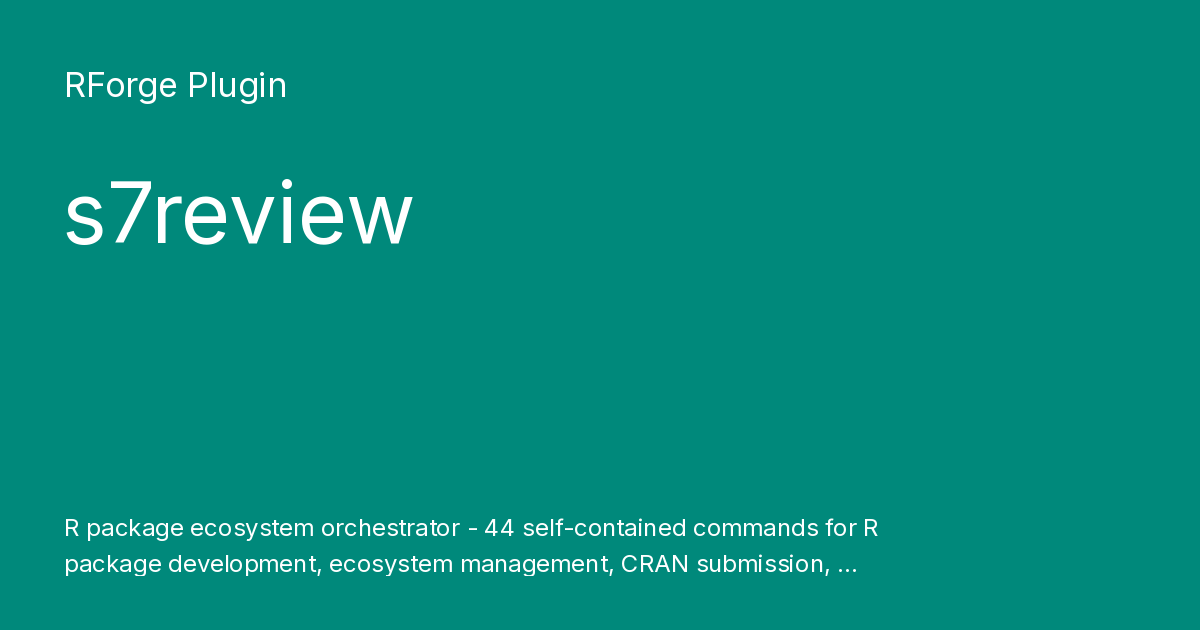 RForge Plugin
s7review
R package ecosystem orchestrator - 44 self-contained commands for R
package development, ecosystem management, CRAN submission, ...